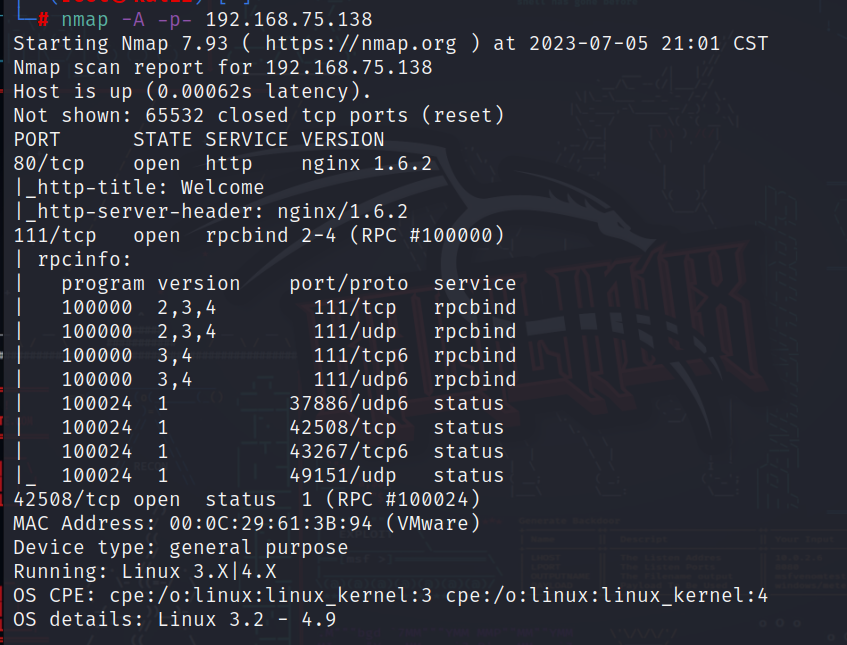 # nmap -A -p- 192.168.75.138
Starting Nmap 7.93 ( https://nmap.org ) at 2023-07-05 21:01 CST
Nmap scan report for 192.168.75.138
Host is up (0.00062s latency).
Not shown: 65532 closed tcp ports (reset)
PORT      STATE SERVICE VERSION
80/tcp    open  http    nginx 1.6.2
|_http-title: Welcome
|_http-server-header: nginx/1.6.2
111/tcp   open  rpcbind 2-4 (RPC #100000)
| rpcinfo:
|   program version    port/proto  service
|   100000  2,3,4        111/tcp   rpcbind
|   100000  2,3,4        111/udp   rpcbind
|   100000  3,4          111/tcp6  rpcbind
|   100000  3,4          111/udp6  rpcbind
|   100024  1          37886/udp6  status
|   100024  1          42508/tcp   status
|   100024  1          43267/tcp6  status
|_  100024  1          49151/udp   status
42508/tcp open  status  1 (RPC #100024)
MAC Address: 00:0C:29:61:3B:94 (VMware)
Device type: general purpose
Running: Linux 3.X|4.X
OS CPE: cpe:/o:linux:linux_kernel:3 cpe:/o:linux:linux_kernel:4
OS details: Linux 3.2 - 4.9